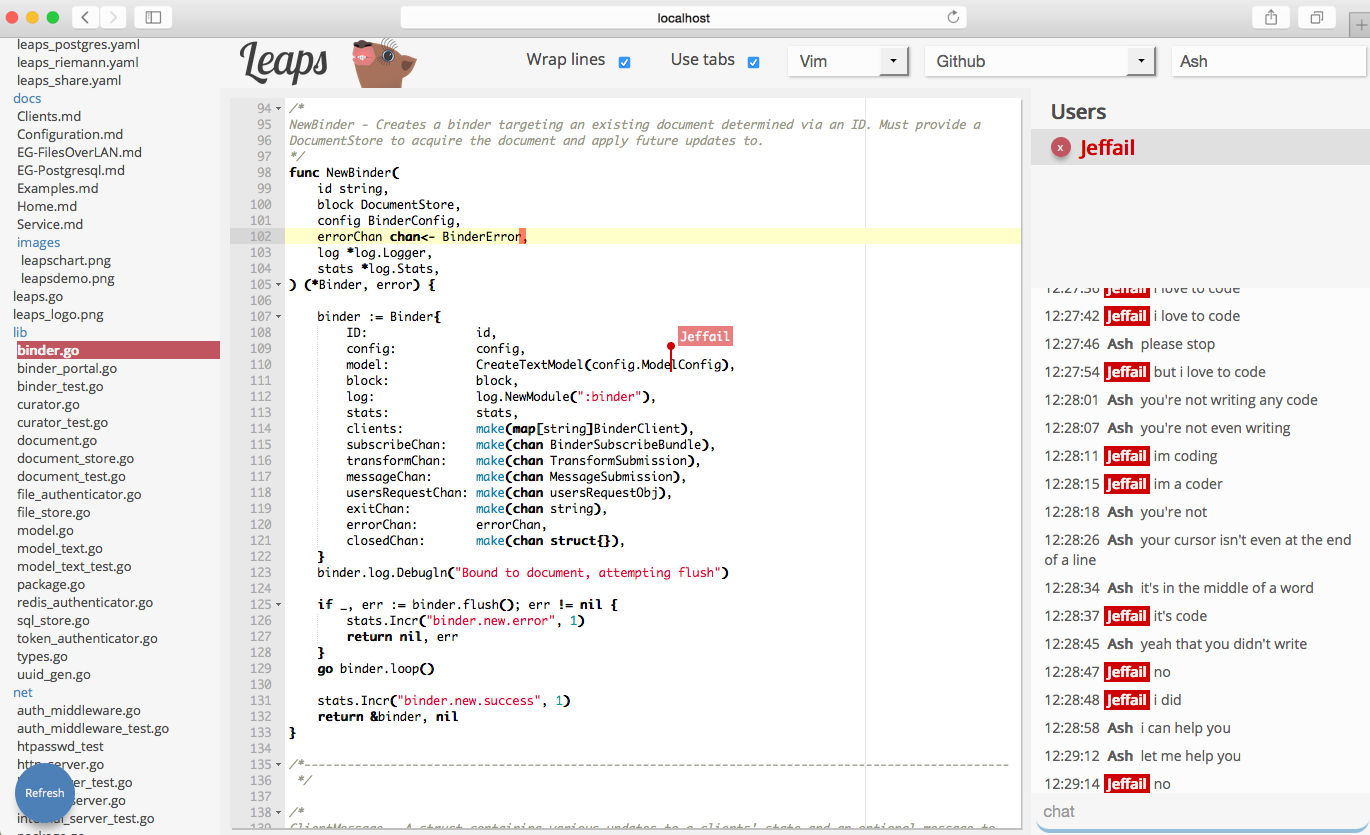 localhost
leaps_postgres.yaml
leaps_riemann.yaml
leaps_share.yaml
docs
Clients.md
Configuration.md
EG-FilesOverLAN.md
EG-Postgresql.md
Examples.md
Home.md
Service.md
images
leapschart.png
leapsdemo.png
leaps.go
leaps_logo.png
lib
binder.go
binder_portal.go
binder_test.go
curator.go
curator_test.go
document.go
document_store.go
document_test.go
file_authenticator.go
file_store.go
model.go
model_text.go
model_text_test.go
package.go
redis_authenticator.go
sql_store.go
token_authenticator.go
types.go
uuid_gen.go
net
auth_middleware.go
auth_middleware_test.go
htpasswd_test
Refresh
Leaps
Wrap lines
Use tabs
Vim
Github
Ash
94 /*
95 NewBinder - Creates a binder targeting an existing document determined via an ID. Must provide a
96 DocumentStore to acquire the document and apply future updates to.
97 */
98 func NewBinder(
99 id string,
100 block DocumentStore,
101 config BinderConfig,
102 errorChan chan<- BinderError,
103 log *log.Logger,
104 stats *log.Stats,
105 ) (*Binder, error) {
106
107 binder := Binder{
108 ID: id,
Jeffail
109 config: config,
110 model: CreateTextModel(config.ModelConfig),
111 block: block,
112 log: log.NewModule(":binder"),
113 stats: stats,
114 clients: make(map[string]BinderClient),
115 subscribeChan: make(chan BinderSubscribeBundle),
116 transformChan: make(chan TransformSubmission),
117 messageChan: make(chan MessageSubmission),
118 usersRequestChan: make(chan usersRequestObj),
119 exitChan: make(chan string),
120 errorChan: errorChan,
121 closedChan: make(chan struct{}),
122 }
123 binder.log.Debugln("Bound to document, attempting flush")
124
125 if _, err := binder.flush(); err != nil {
126 stats.Incr("binder.new.error", 1)
127 return nil, err
128 }
129 go binder.loop()
130
131 stats.Incr("binder.new.success", 1)
132 return &binder, nil
133 }
134
135 /*--------------------------------------------------------------------------------------------------
136 */
137
138 /*
139 ClientMessage - A struct containing various updates to a clients' state and an optional message to
Users
x Jeffail
12:27:36 Jeffail i love to code
12:27:42 Jeffail i love to code
12:27:46 Ash please stop
12:27:54 Jeffail but i love to code
12:28:01 Ash you're not writing any code
12:28:07 Ash you're not even writing
12:28:11 Jeffail im coding
12:28:15 Jeffail im a coder
12:28:18 Ash you're not
12:28:26 Ash your cursor isn't even at the end
of a line
12:28:34 Ash it's in the middle of a word
12:28:37 Jeffail it's code
12:28:45 Ash yeah that you didn't write
12:28:47 Jeffail no
12:28:48 Jeffail i did
12:28:58 Ash i can help you
12:29:12 Ash let me help you
12:29:14 Jeffail no
chat